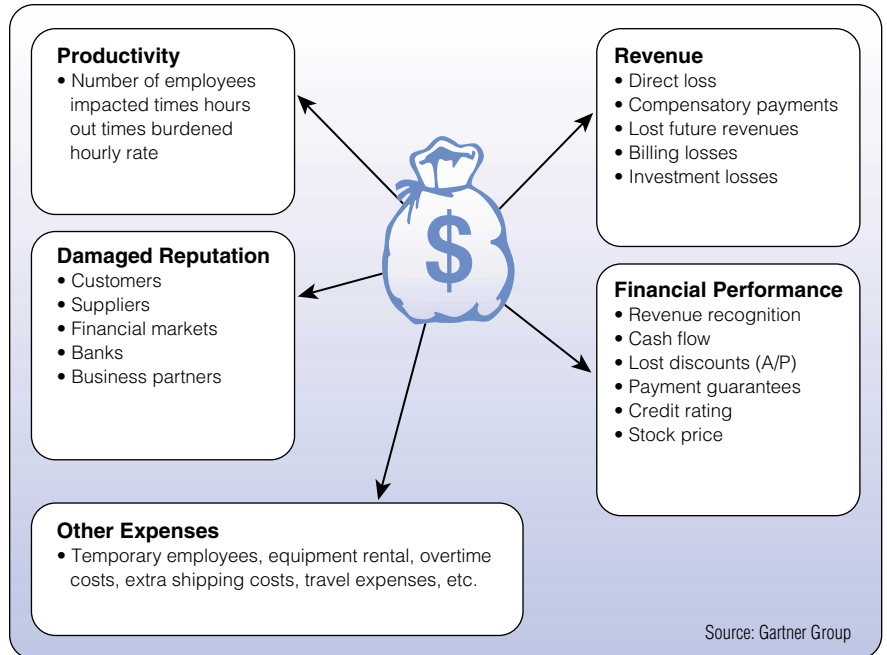 Productivity
• Number of employees
impacted times hours
out times burdened
hourly rate
Revenue
• Direct loss
• Compensatory payments
• Lost future revenues
• Billing losses
• Investment losses
$
Damaged Reputation
• Customers
• Suppliers
• Financial markets
• Banks
• Business partners
Financial Performance
• Revenue recognition
• Cash flow
• Lost discounts (A/P)
• Payment guarantees
• Credit rating
• Stock price
Other Expenses
• Temporary employees, equipment rental, overtime
costs, extra shipping costs, travel expenses, etc.
Source: Gartner Group